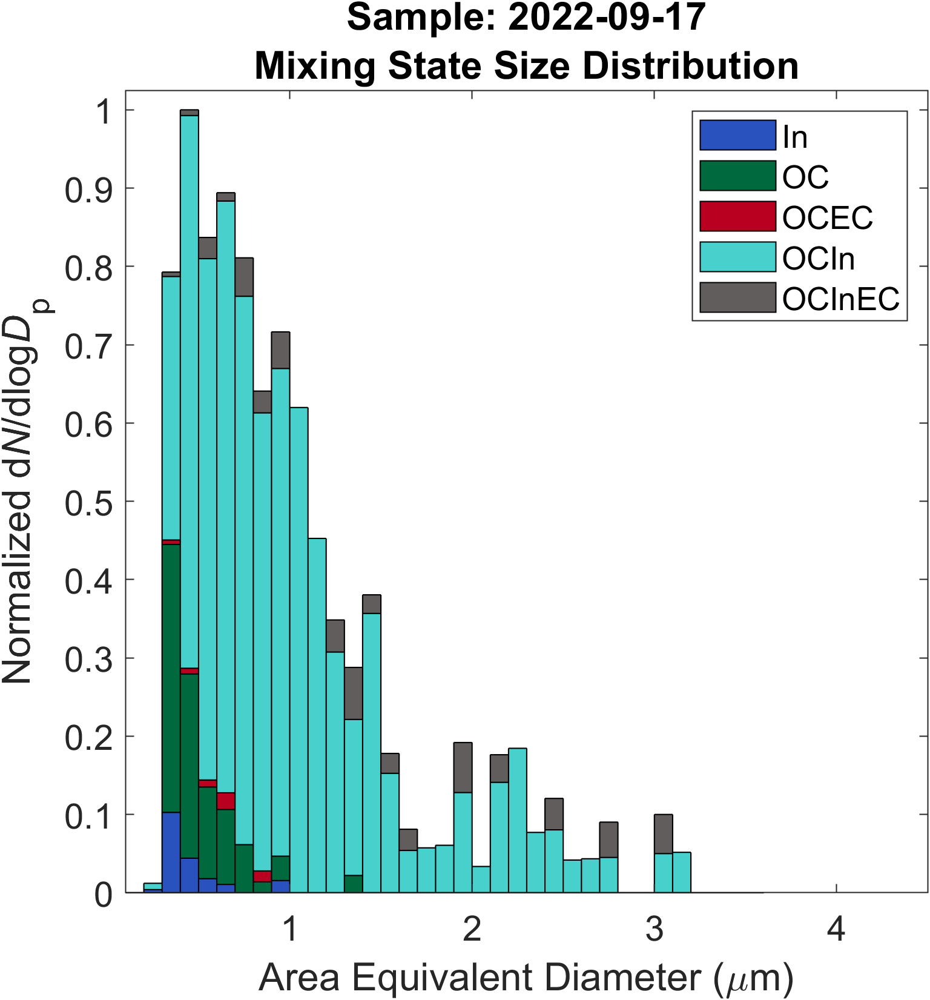 Sample: 2022-09-17
Mixing State Size Distribution
Normalized dN/dlogDp
1
0.9
0.8
0.7
0.6
0.5
0.4
0.3
0.2
0.1
0
In
OC
OCEC
OCIn
OCInEC
1 2 3 4
Area Equivalent Diameter (μm)